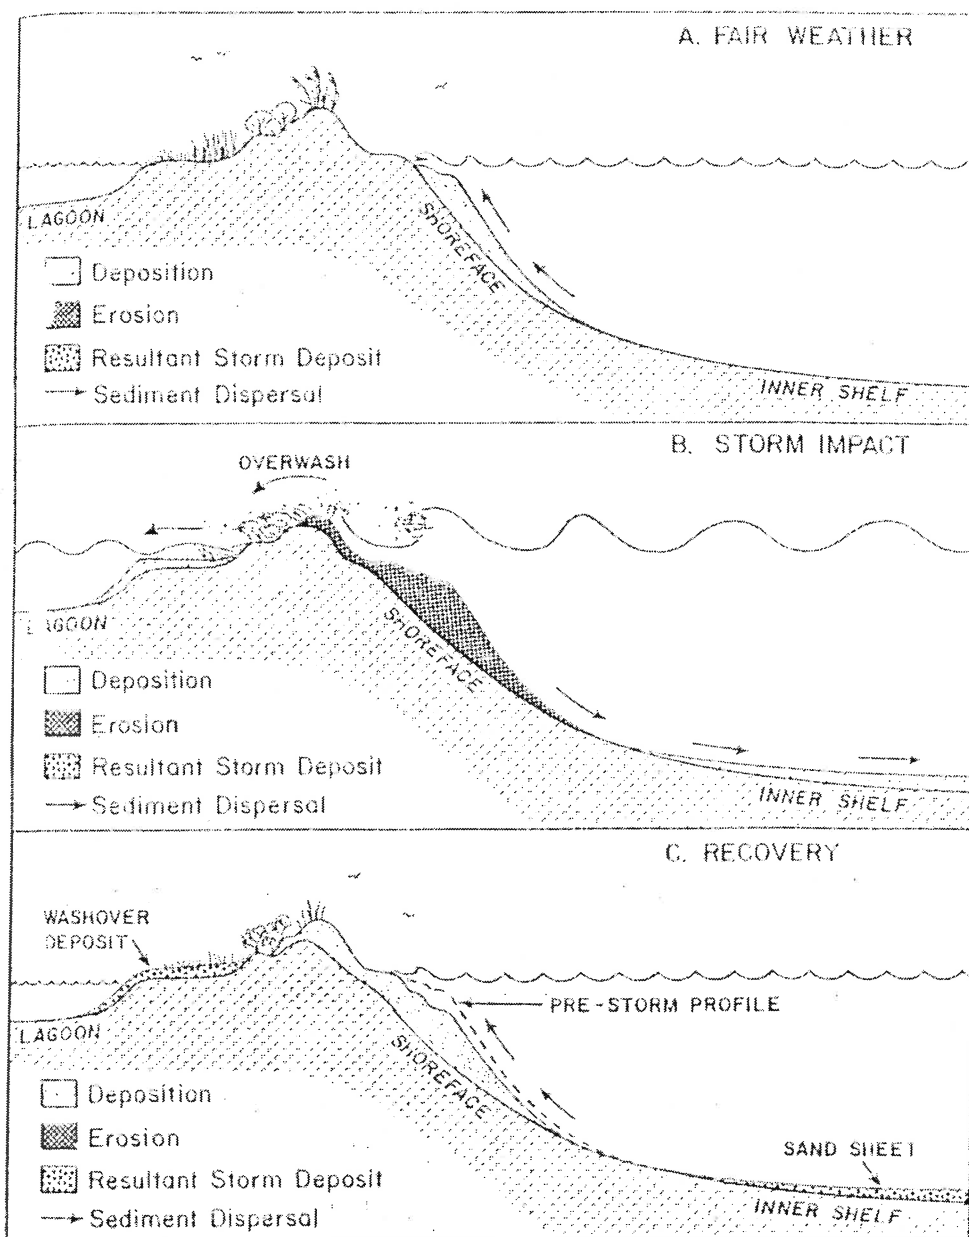 A. FAIR WEATHER
LAGOON
SHOREFACE
Deposition
Erosion
Resultant Storm Deposit
Sediment Dispersal
INNER SHELF
B. STORM IMPACT
OVERWASH
LAGOON
SHOREFACE
Deposition
Erosion
Resultant Storm Deposit
Sediment Dispersal
INNER SHELF
C. RECOVERY
WASHOVER
DEPOSIT
PRE-STORM PROFILE
LAGOON
SHOREFACE
Deposition
Erosion
Resultant Storm Deposit
Sediment Dispersal
SAND SHEET
INNER SHELF